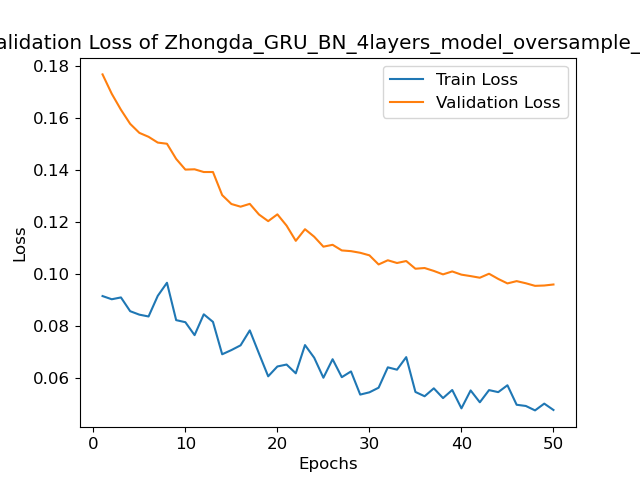 alidation Loss of Zhongda_GRU_BN_4layers_model_oversample_
Train Loss
Validation Loss
Loss
0.18
0.16
0.14
0.12
0.10
0.08
0.06
0 10 20 30 40 50
Epochs